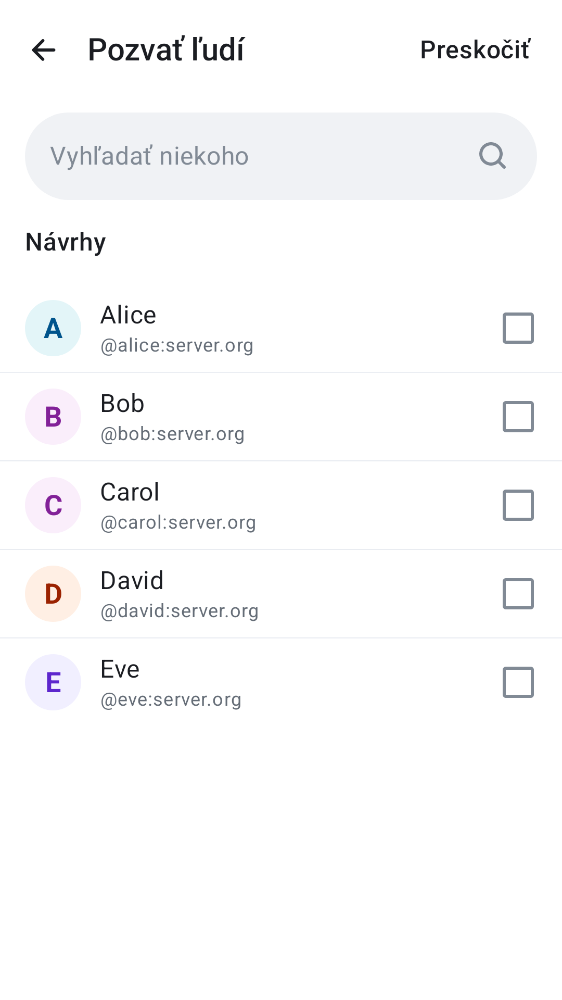 Pozvať ľudí
Preskočiť
Vyhľadať niekoho
Návrhy
A
Alice
@alice:server.org
B
Bob
@bob:server.org
C
Carol
@carol:server.org
D
David
@david:server.org
E
Eve
@eve:server.org